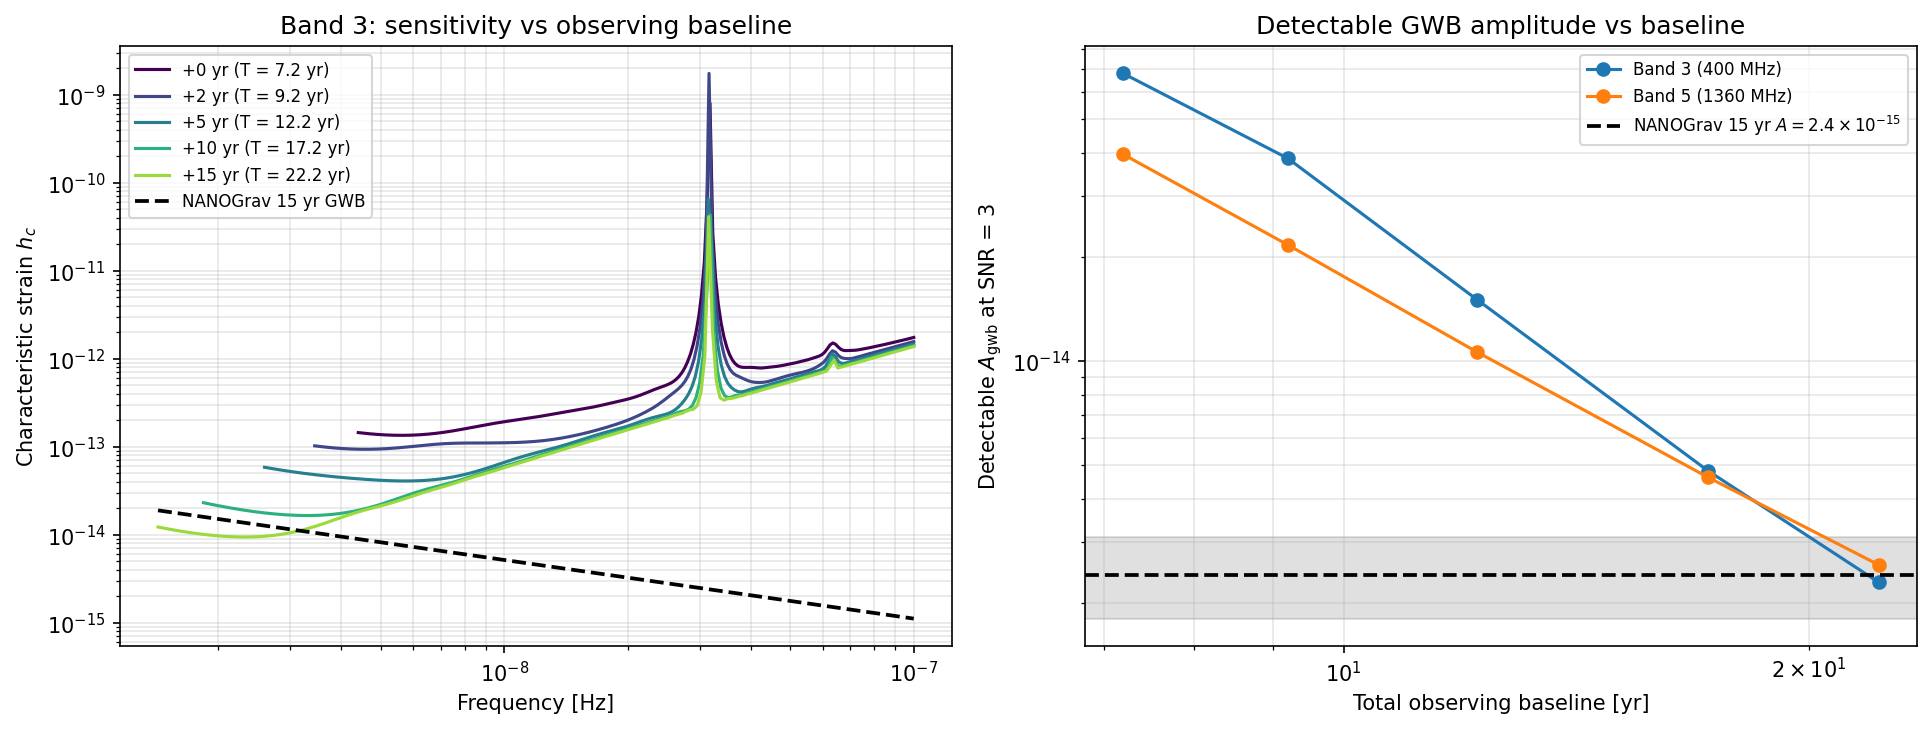 Band 3: sensitivity vs observing baseline
+0 yr (T = 7.2 yr)
+2 yr (T = 9.2 yr)
+5 yr (T = 12.2 yr)
+10 yr (T = 17.2 yr)
+15 yr (T = 22.2 yr)
NANOGrav 15 yr GWB
Characteristic strain h_c
10⁻⁹
10⁻¹⁰
10⁻¹¹
10⁻¹²
10⁻¹³
10⁻¹⁴
10⁻¹⁵
10⁻⁸
10⁻⁷
Frequency [Hz]
Detectable GWB amplitude vs baseline
Band 3 (400 MHz)
Band 5 (1360 MHz)
NANOGrav 15 yr A = 2.4 × 10⁻¹⁵
Detectable A_gwb at SNR = 3
10⁻¹⁴
10¹
2 × 10¹
Total observing baseline [yr]